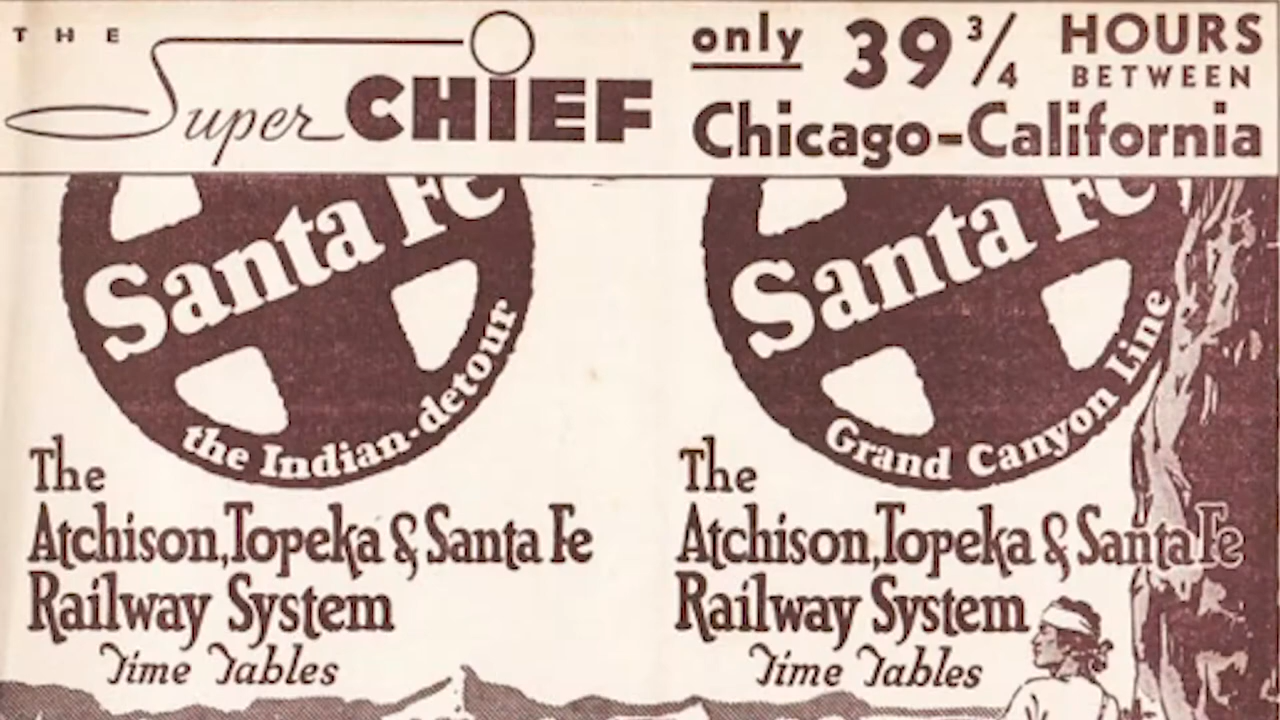 THE
Super CHIEF
only 39 3/4 HOURS
BETWEEN
Chicago-California
Santa Fe
the Indian-detour
The
Atchison, Topeka & Santa Fe
Railway System
Time Tables
Santa Fe
Grand Canyon Line
The
Atchison, Topeka & Santa Fe
Railway System
Time Tables